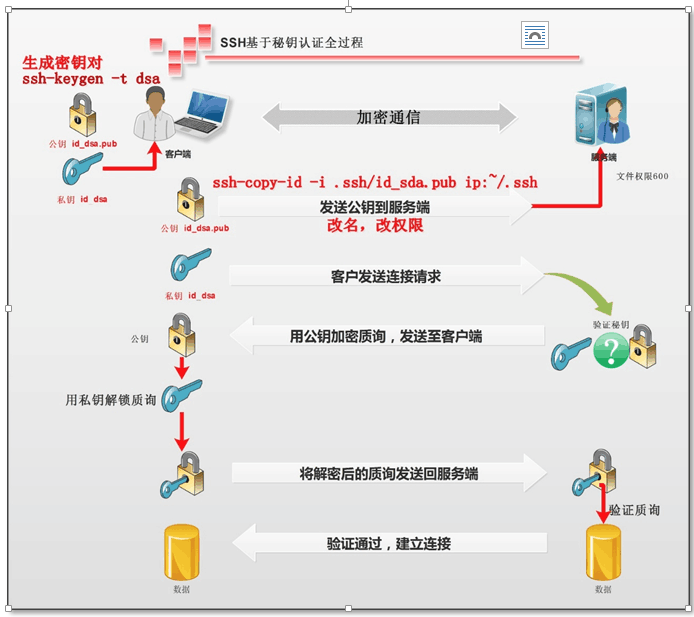 SSH基于秘钥认证全过程
生成密钥对
ssh-keygen -t dsa
公钥 id_dsa.pub
客户端
加密通信
服务端
文件权限600
私钥 id dsa
ssh-copy-id -i .ssh/id_sda.pub ip:~/.ssh
发送公钥到服务端
改名，改权限
公钥 id_dsa.pub
客户发送连接请求
私钥 id_dsa
验证秘钥
公钥
用公钥加密质询，发送至客户端
用私钥解锁质询
将解密后的质询发送回服务端
验证质询
验证通过，建立连接
数据
数据